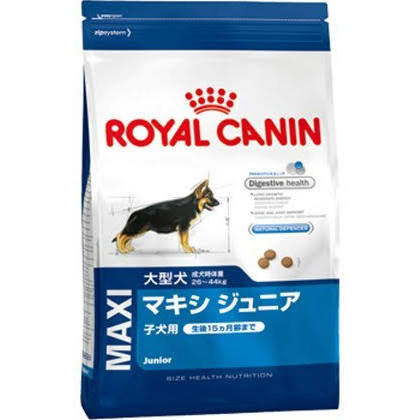 zipsystem
ROYAL CANIN
PREBIOTICS
Digestive health
NATURAL DEFENCES
MAXI
大型犬
成犬時体重
26~44kg
マキシ ジュニア
子犬用
生後15ヵ月齢まで
Junior
SIZE HEALTH NUTRITION